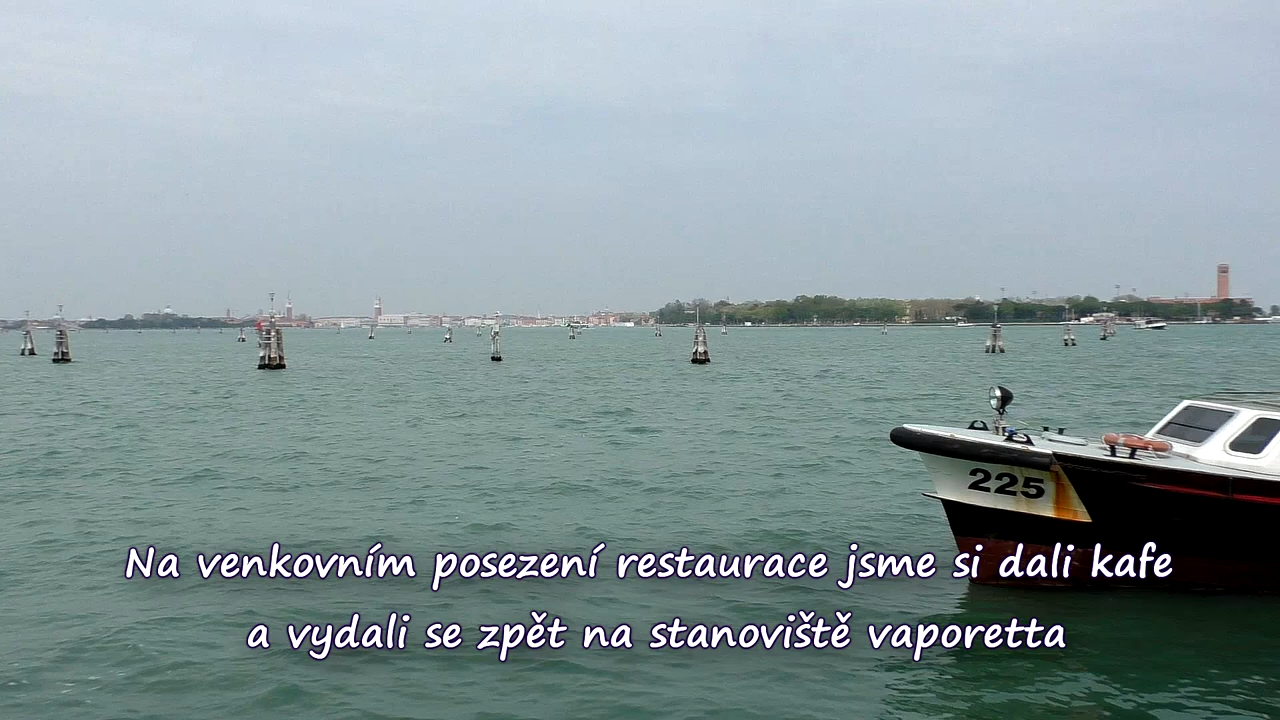 225
Na venkovním posezení restaurace jsme si dali kafe
a vydali se zpět na stanoviště vaporetta